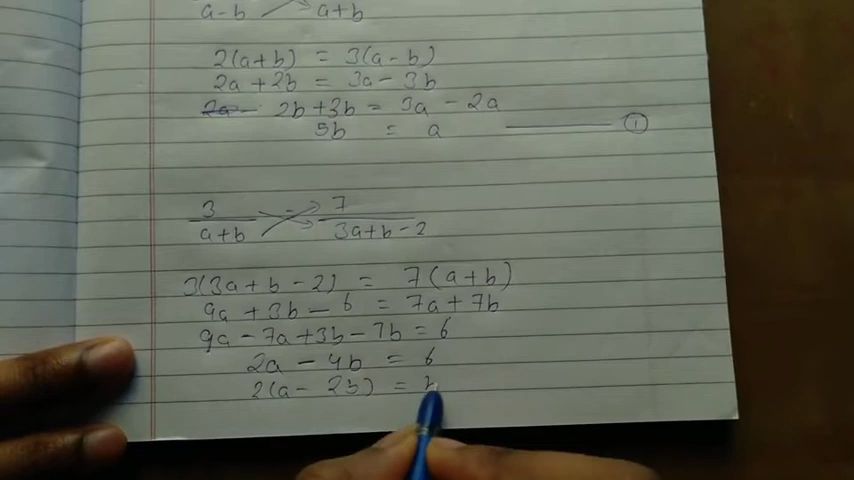 a-b a+b
2(a+b) = 3(a-b)
2a + 2b = 3a - 3b
2a - 2b + 3b = 3a - 2a
5b = a ①
3 = 7
a+b 3a+b-2
3(3a+b-2) = 7(a+b)
9a + 3b - 6 = 7a + 7b
9a - 7a + 3b - 7b = 6
2a - 4b = 6
2(a - 2b) =